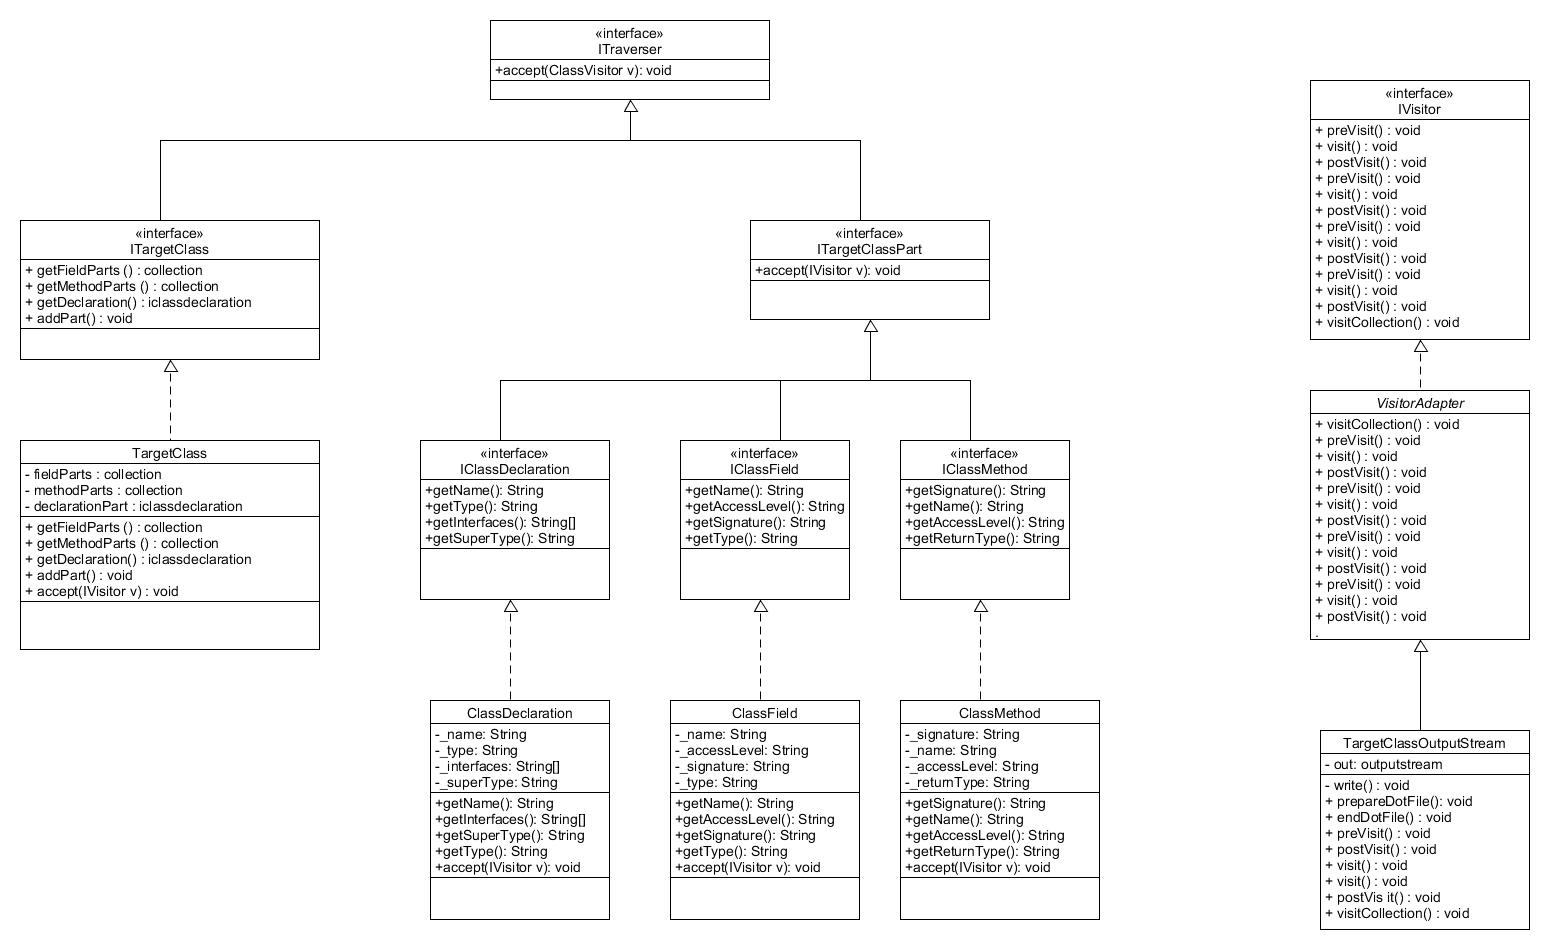 «interface»
ITraverser
+accept(ClassVisitor v): void
«interface»
IVisitor
+ preVisit() : void
+ visit() : void
+ postVisit() : void
+ preVisit() : void
+ visit() : void
+ postVisit() : void
+ preVisit() : void
+ visit() : void
+ postVisit() : void
+ preVisit() : void
+ visit() : void
+ postVisit() : void
+ visitCollection() : void
«interface»
ITargetClass
+ getFieldParts () : collection
+ getMethodParts () : collection
+ getDeclaration() : iclassdeclaration
+ addPart() : void
«interface»
ITargetClassPart
+accept(IVisitor v): void
VisitorAdapter
+ visitCollection() : void
+ preVisit() : void
+ visit() : void
+ postVisit() : void
+ preVisit() : void
+ visit() : void
+ postVisit() : void
+ preVisit() : void
+ visit() : void
+ postVisit() : void
+ preVisit() : void
+ visit() : void
+ postVisit() : void
.
TargetClass
- fieldParts : collection
- methodParts : collection
- declarationPart : iclassdeclaration
+ getFieldParts () : collection
+ getMethodParts () : collection
+ getDeclaration() : iclassdeclaration
+ addPart() : void
+ accept(IVisitor v) : void
«interface»
IClassDeclaration
+getName(): String
+getType(): String
+getInterfaces(): String[]
+getSuperType(): String
«interface»
IClassField
+getName(): String
+getAccessLevel(): String
+getSignature(): String
+getType(): String
«interface»
IClassMethod
+getSignature(): String
+getName(): String
+getAccessLevel(): String
+getReturnType(): String
ClassDeclaration
-_name: String
-_type: String
-_interfaces: String[]
-_superType: String
+getName(): String
+getInterfaces(): String[]
+getSuperType(): String
+getType(): String
+accept(IVisitor v): void
ClassField
-_name: String
-_accessLevel: String
-_signature: String
-_type: String
+getName(): String
+getAccessLevel(): String
+getSignature(): String
+getType(): String
+accept(IVisitor v): void
ClassMethod
-_signature: String
-_name: String
-_accessLevel: String
-_returnType: String
+getSignature(): String
+getName(): String
+getAccessLevel(): String
+getReturnType(): String
+accept(IVisitor v): void
TargetClassOutputStream
- out: outputstream
- write() : void
+ prepareDotFile(): void
+ endDotFile() : void
+ preVisit() : void
+ postVisit() : void
+ visit() : void
+ visit() : void
+ postVis it() : void
+ visitCollection() : void